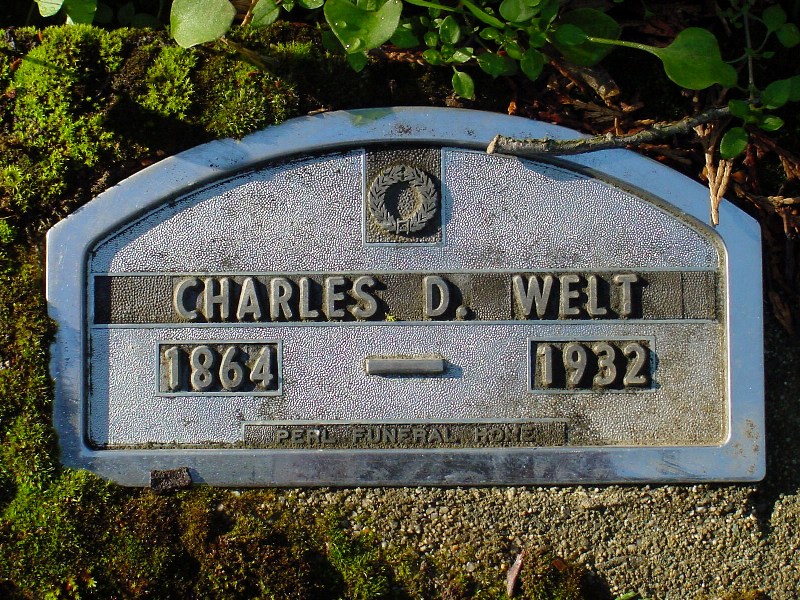 CHARLES D. WELT
1864 — 1932
PERL FUNERAL HOME